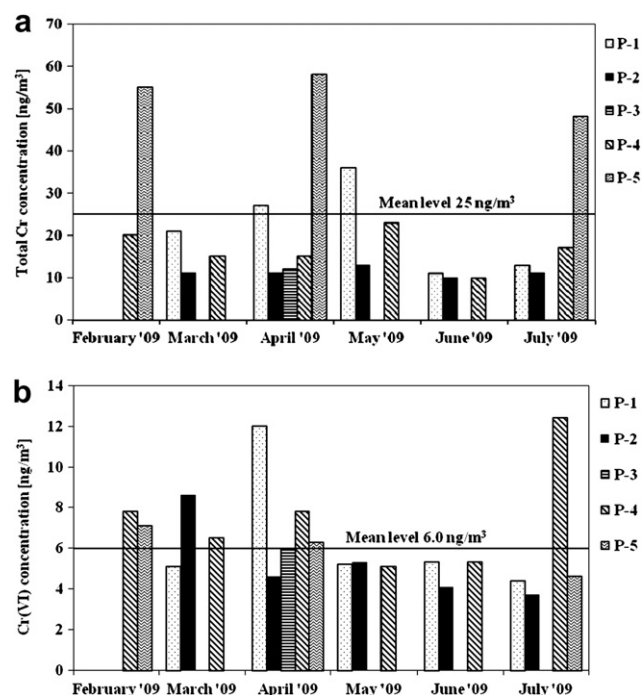 a
Total Cr concentration [ng/m³]
70
60
50
40
30
20
10
0
Mean level 25 ng/m³
February '09 March '09 April '09 May '09 June'09 July '09
P-1
P-2
P-3
P-4
P-5
b
Cr(VI) concentration [ng/m³]
14
12
10
8
6
4
2
0
Mean level 6.0 ng/m³
February '09 March '09 April '09 May '09 June '09 July '09
P-1
P-2
P-3
P-4
P-5